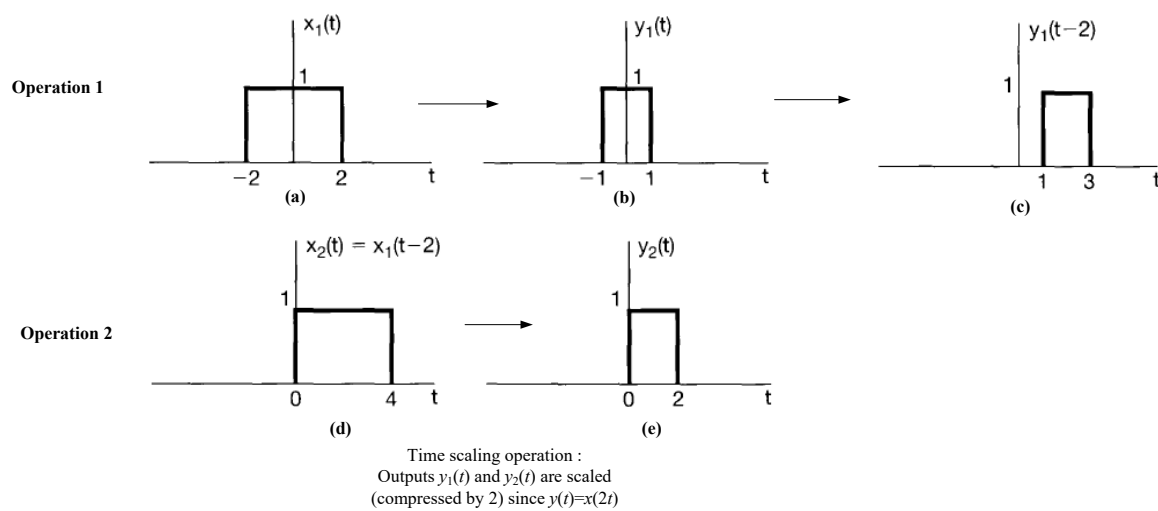 x₁(t)
y₁(t)
y₁(t−2)
Operation 1
1
1
1
−2 2 t
−1 1 t
1 3 t
(a)
(b)
(c)
x₂(t) = x₁(t−2)
y₂(t)
1
1
Operation 2
0 4 t
0 2 t
(d)
(e)
Time scaling operation :
Outputs y₁(t) and y₂(t) are scaled
(compressed by 2) since y(t)=x(2t)